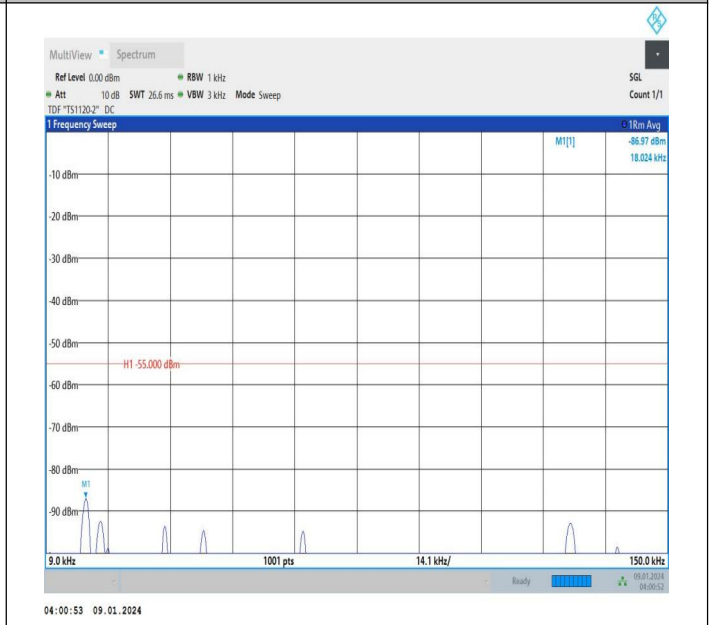 MultiView Spectrum
Ref Level 0.00 dBm RBW 1 kHz SGL
Att 10 dB SWT 26.6 ms VBW 3 kHz Mode Sweep Count 1/1
TDF "TS1120-2" DC
1 Frequency Sweep 1Rm Avg
M1[1] -86.97 dBm
18.024 kHz
-10 dBm
-20 dBm
-30 dBm
-40 dBm
-50 dBm
H1 -55.000 dBm
-60 dBm
-70 dBm
-80 dBm
M1
-90 dBm
9.0 kHz 1001 pts 14.1 kHz/ 150.0 kHz
Ready 09.01.2024
04:00:52
04:00:53 09.01.2024